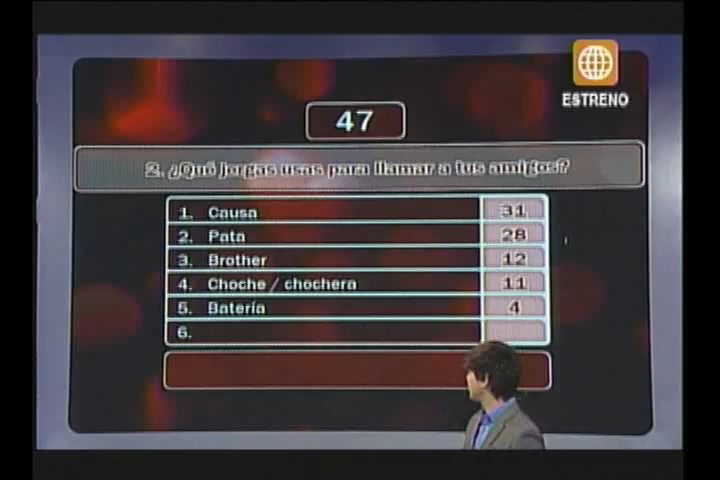 ESTRENO
47
2. ¿Qué jergas usas para llamar a tus amigos?
1. Causa 31
2. Pata 28
3. Brother 12
4. Choche / chochera 11
5. Batería 4
6.